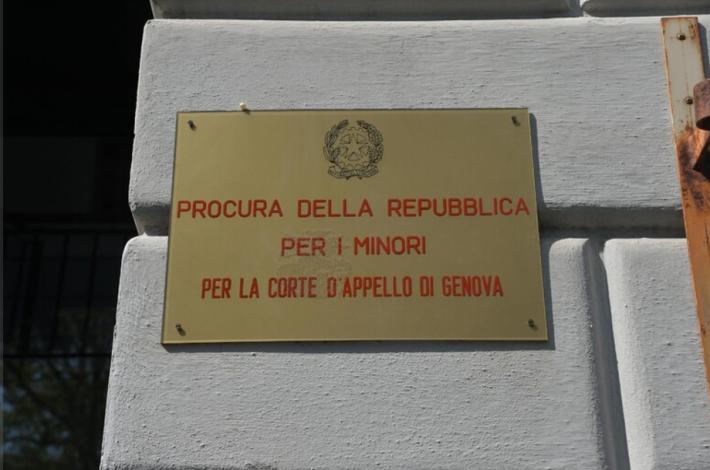 PROCURA DELLA REPUBBLICA
PER I MINORI
PER LA CORTE D'APPELLO DI GENOVA